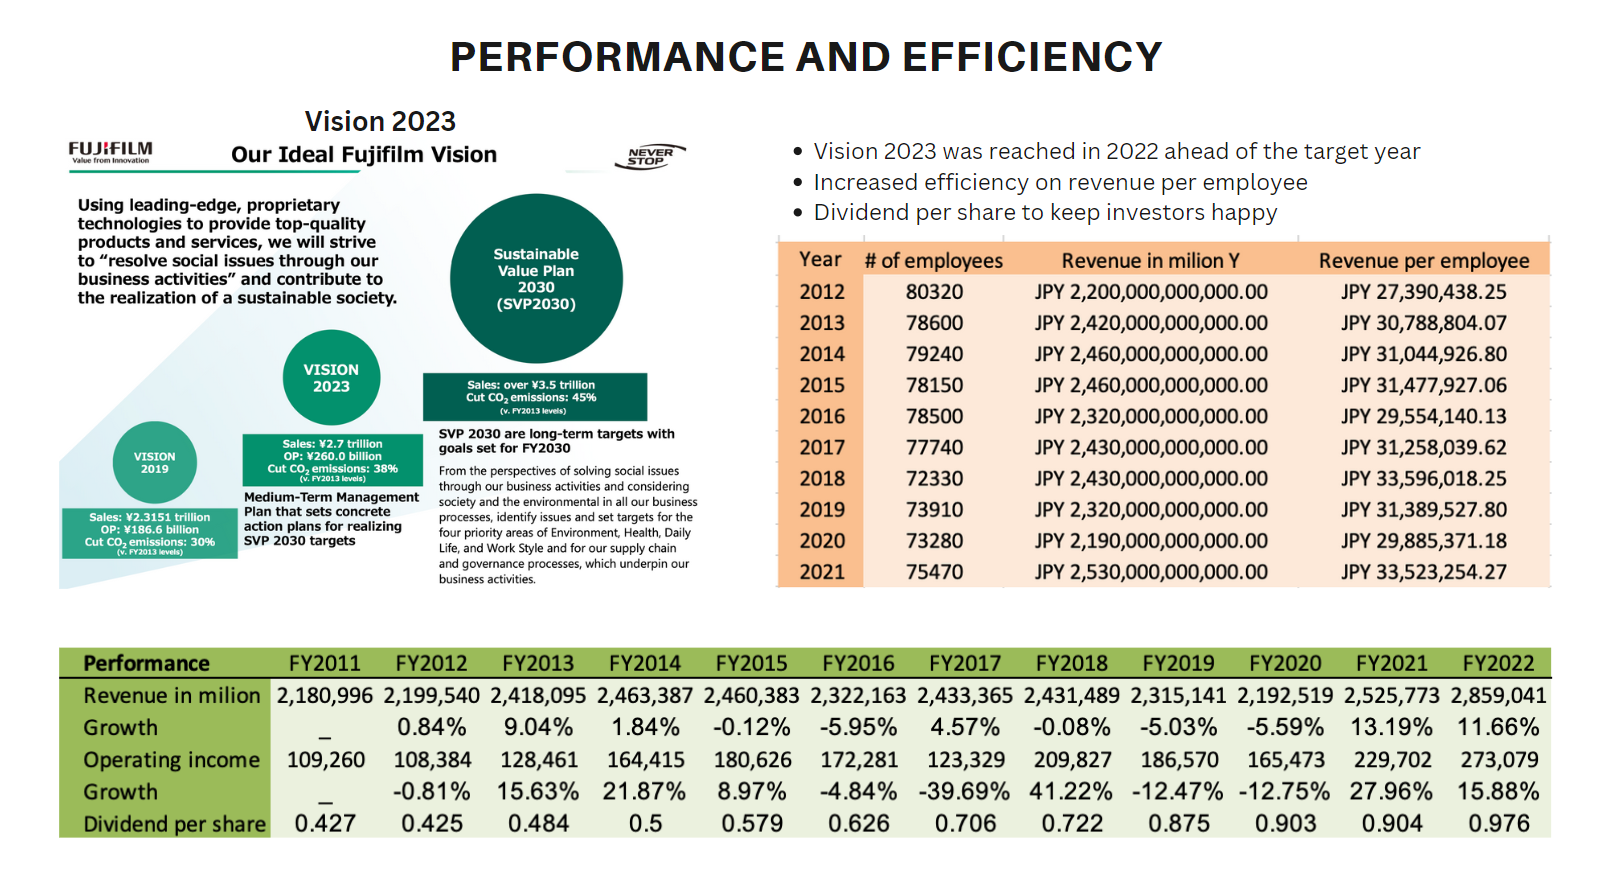 PERFORMANCE AND EFFICIENCY
Vision 2023
FUJIFILM
Value from Innovation
Our Ideal Fujifilm Vision
NEVER
STOP
Using leading-edge, proprietary
technologies to provide top-quality
products and services, we will strive
to “resolve social issues through our
business activities” and contribute to
the realization of a sustainable society.
Sustainable
Value Plan
2030
(SVP2030)
Sales: over ¥3.5 trillion
Cut CO2 emissions: 45%
(v. FY2013 levels)
SVP 2030 are long-term targets with
goals set for FY2030
From the perspectives of solving social issues
through our business activities and considering
society and the environmental in all our business
processes, identify issues and set targets for the
four priority areas of Environment, Health, Daily
Life, and Work Style and for our supply chain
and governance processes, which underpin our
business activities.
VISION
2023
Sales: ¥2.7 trillion
OP: ¥260.0 billion
Cut CO2 emissions: 38%
(v. FY2013 levels)
Medium-Term Management
Plan that sets concrete
action plans for realizing
SVP 2030 targets
VISION
2019
Sales: ¥2.3151 trillion
OP: ¥186.6 billion
Cut CO2 emissions: 30%
(v. FY2013 levels)
• Vision 2023 was reached in 2022 ahead of the target year
• Increased efficiency on revenue per employee
• Dividend per share to keep investors happy
Year # of employees Revenue in milion Y Revenue per employee
2012 80320 JPY 2,200,000,000,000.00 JPY 27,390,438.25
2013 78600 JPY 2,420,000,000,000.00 JPY 30,788,804.07
2014 79240 JPY 2,460,000,000,000.00 JPY 31,044,926.80
2015 78150 JPY 2,460,000,000,000.00 JPY 31,477,927.06
2016 78500 JPY 2,320,000,000,000.00 JPY 29,554,140.13
2017 77740 JPY 2,430,000,000,000.00 JPY 31,258,039.62
2018 72330 JPY 2,430,000,000,000.00 JPY 33,596,018.25
2019 73910 JPY 2,320,000,000,000.00 JPY 31,389,527.80
2020 73280 JPY 2,190,000,000,000.00 JPY 29,885,371.18
2021 75470 JPY 2,530,000,000,000.00 JPY 33,523,254.27
Performance FY2011 FY2012 FY2013 FY2014 FY2015 FY2016 FY2017 FY2018 FY2019 FY2020 FY2021 FY2022
Revenue in milion 2,180,996 2,199,540 2,418,095 2,463,387 2,460,383 2,322,163 2,433,365 2,431,489 2,315,141 2,192,519 2,525,773 2,859,041
Growth _ 0.84% 9.04% 1.84% -0.12% -5.95% 4.57% -0.08% -5.03% -5.59% 13.19% 11.66%
Operating income 109,260 108,384 128,461 164,415 180,626 172,281 123,329 209,827 186,570 165,473 229,702 273,079
Growth _ -0.81% 15.63% 21.87% 8.97% -4.84% -39.69% 41.22% -12.47% -12.75% 27.96% 15.88%
Dividend per share 0.427 0.425 0.484 0.5 0.579 0.626 0.706 0.722 0.875 0.903 0.904 0.976